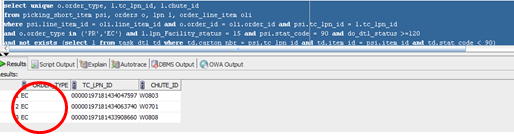 select unique o.order_type, l.tc_lpn_id, l.chute_id
from picking_short_item psi, orders o, lpn l, order_line_item oli
where psi.line_item_id = oli.line_item_id and o.order_id = oli.order_id and psi.tc_lpn_id = l.tc_lpn_id
and o.order_type in ('PR','EC') and l.lpn_facility_status = 15 and psi.stat_code = 90 and do_dtl_status >=120
and not exists (select 1 from task_dtl td where td.carton_nbr = psi.tc_lpn_id and td.item_id = psi.item_id and td.stat_code < 90)
Results Script Output Explain Autotrace DBMS Output OWA Output
Results:
ORDER_TYPE TC_LPN_ID CHUTE_ID
1 EC 00000197181434047597 W0803
2 EC 00000197181434063740 W0701
3 EC 00000197181433908660 W0808